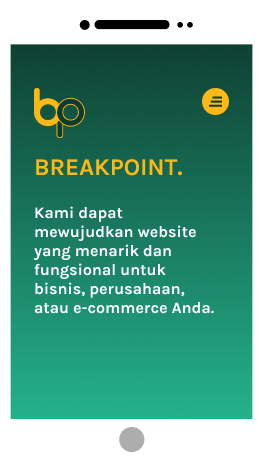 bp
BREAKPOINT.
Kami dapat
mewujudkan website
yang menarik dan
fungsional untuk
bisnis, perusahaan,
atau e-commerce Anda.